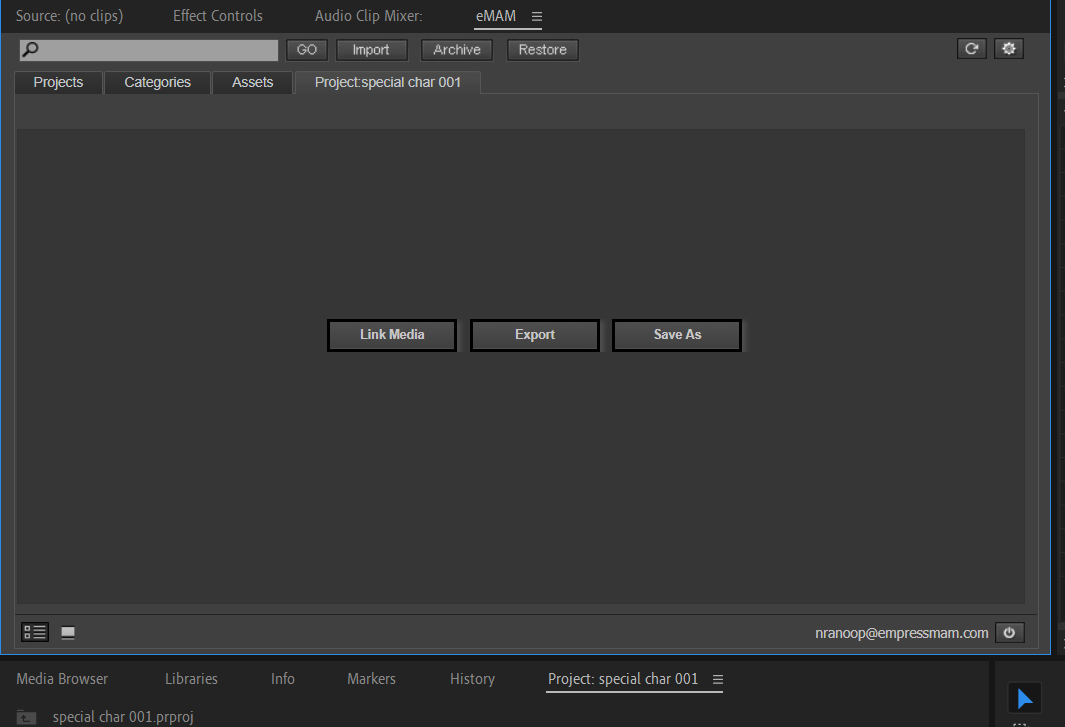 Source: (no clips) Effect Controls Audio Clip Mixer: eMAM
GO Import Archive Restore
Projects Categories Assets Project:special char 001
Link Media Export Save As
nranoop@empressmam.com
Media Browser Libraries Info Markers History Project: special char 001
special char 001.prproj